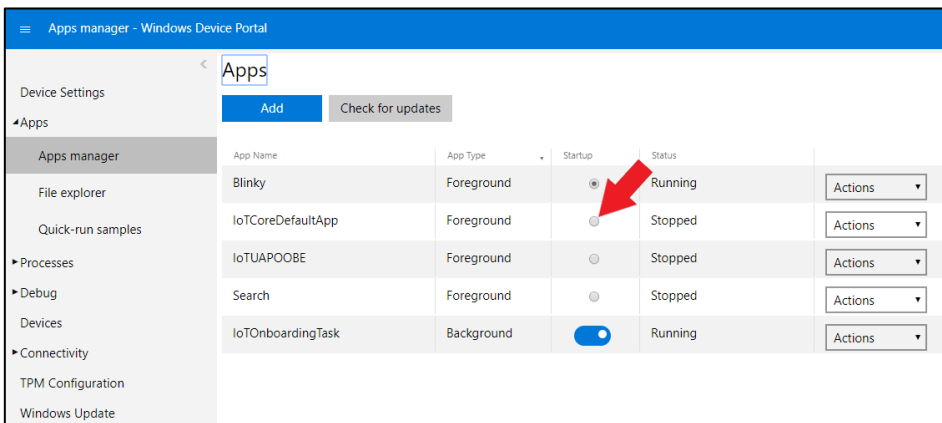 Apps manager - Windows Device Portal
Device Settings
Apps
Apps manager
File explorer
Quick-run samples
Processes
Debug
Devices
Connectivity
TPM Configuration
Windows Update
Apps
Add Check for updates
App Name App Type Startup Status
Blinky Foreground Running Actions
IoTCoreDefaultApp Foreground Stopped Actions
IoTUAPOOBE Foreground Stopped Actions
Search Foreground Stopped Actions
IoTOnboardingTask Background Running Actions